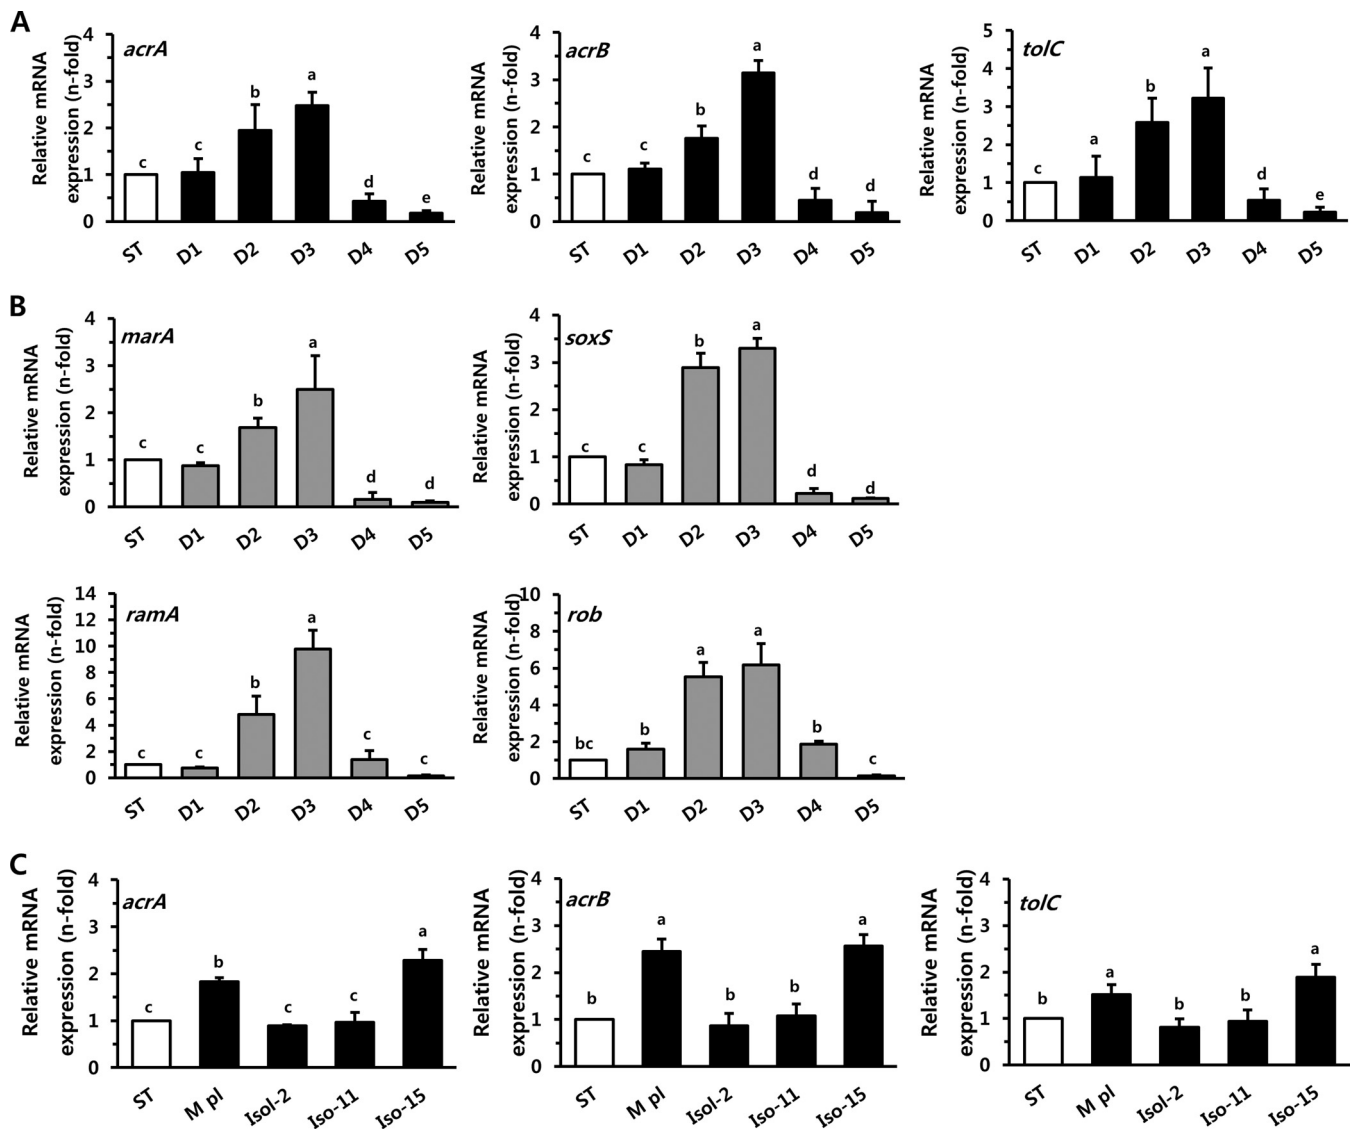 A
acrA
Relative mRNA
expression (n-fold)
4
3
2
1
0
c
c
b
a
d
e
ST
D1
D2
D3
D4
D5
acrB
Relative mRNA
expression (n-fold)
4
3
2
1
0
c
c
b
a
d
d
ST
D1
D2
D3
D4
D5
tolC
Relative mRNA
expression (n-fold)
5
4
3
2
1
0
c
a
b
a
d
e
ST
D1
D2
D3
D4
D5
B
marA
Relative mRNA
expression (n-fold)
4
3
2
1
0
c
c
b
a
d
d
ST
D1
D2
D3
D4
D5
soxS
Relative mRNA
expression (n-fold)
4
3
2
1
0
c
c
b
a
d
d
ST
D1
D2
D3
D4
D5
ramA
Relative mRNA
expression (n-fold)
14
12
10
8
6
4
2
0
c
c
b
a
c
c
ST
D1
D2
D3
D4
D5
rob
Relative mRNA
expression (n-fold)
10
8
6
4
2
0
bc
b
a
a
b
c
ST
D1
D2
D3
D4
D5
C
acrA
Relative mRNA
expression (n-fold)
4
3
2
1
0
c
b
c
c
a
ST
M pl
Isol-2
Iso-11
Iso-15
acrB
Relative mRNA
expression (n-fold)
4
3
2
1
0
b
a
b
b
a
ST
M pl
Isol-2
Iso-11
Iso-15
tolC
Relative mRNA
expression (n-fold)
4
3
2
1
0
b
a
b
b
a
ST
M pl
Isol-2
Iso-11
Iso-15